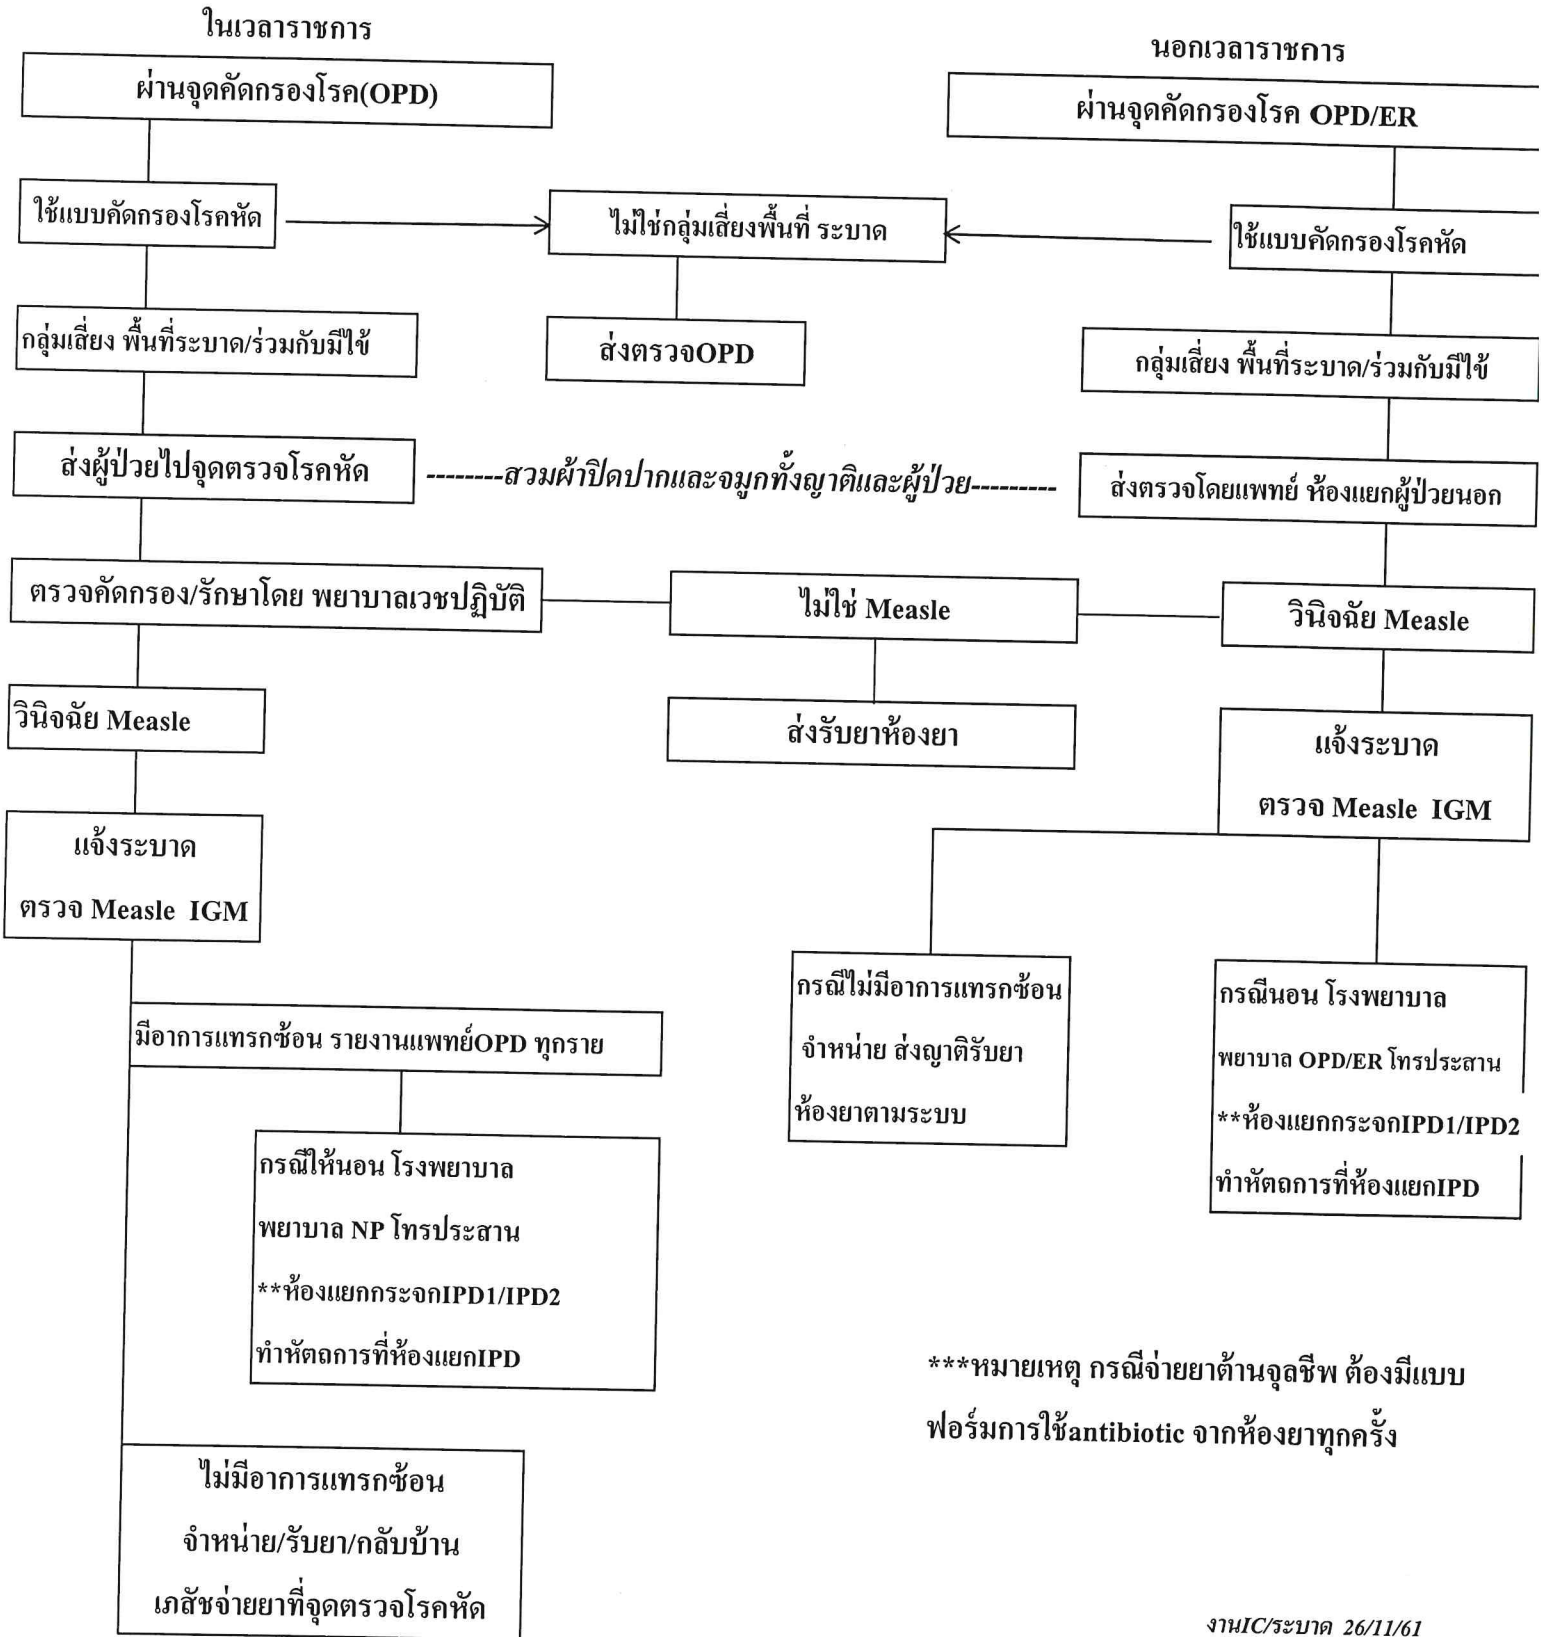 ในเวลาราชการ
นอกเวลาราชการ
ผ่านจุดคัดกรองโรค(OPD)
ผ่านจุดคัดกรองโรค OPD/ER
ใช้แบบคัดกรองโรคหัด
ไม่ใช่กลุ่มเสี่ยงพื้นที่ ระบาด
ใช้แบบคัดกรองโรคหัด
กลุ่มเสี่ยง พื้นที่ระบาด/ร่วมกับมีไข้
ส่งตรวจOPD
กลุ่มเสี่ยง พื้นที่ระบาด/ร่วมกับมีไข้
ส่งผู้ป่วยไปจุดตรวจโรคหัด
--------สวมผ้าปิดปากและจมูกทั้งญาติและผู้ป่วย---------
ส่งตรวจโดยแพทย์ ห้องแยกผู้ป่วยนอก
ตรวจคัดกรอง/รักษาโดย พยาบาลเวชปฏิบัติ
ไม่ใช่ Measle
วินิจฉัย Measle
วินิจฉัย Measle
ส่งรับยาห้องยา
แจ้งระบาด
ตรวจ Measle IGM
แจ้งระบาด
ตรวจ Measle IGM
กรณีไม่มีอาการแทรกซ้อน
จำหน่าย ส่งญาติรับยา
ห้องยาตามระบบ
กรณีนอน โรงพยาบาล
พยาบาล OPD/ER โทรประสาน
**ห้องแยกกระจกIPD1/IPD2
ทำหัตถการที่ห้องแยกIPD
มีอาการแทรกซ้อน รายงานแพทย์OPD ทุกราย
กรณีให้นอน โรงพยาบาล
พยาบาล NP โทรประสาน
**ห้องแยกกระจกIPD1/IPD2
ทำหัตถการที่ห้องแยกIPD
***หมายเหตุ กรณีจ่ายยาต้านจุลชีพ ต้องมีแบบ
ฟอร์มการใช้antibiotic จากห้องยาทุกครั้ง
ไม่มีอาการแทรกซ้อน
จำหน่าย/รับยา/กลับบ้าน
เภสัชจ่ายยาที่จุดตรวจโรคหัด
งานIC/ระบาด 26/11/61